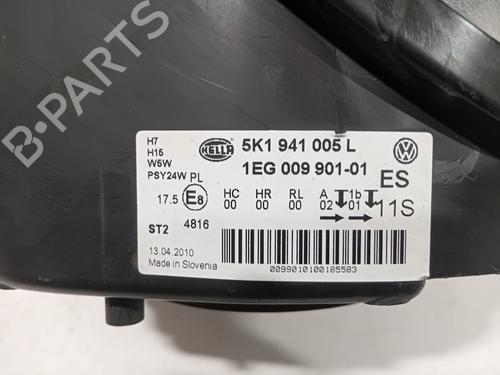 H7
H15
W5W
PSY24W PL
HELLA
5K1 941 005 L
1EG 009 901-01
ES
11S
17.5 E8
HC HR RL A 1b
00 00 00 02 01
ST2 4816
13.04.2010
Made in Slovenia
0099010100185583
B-PARTS